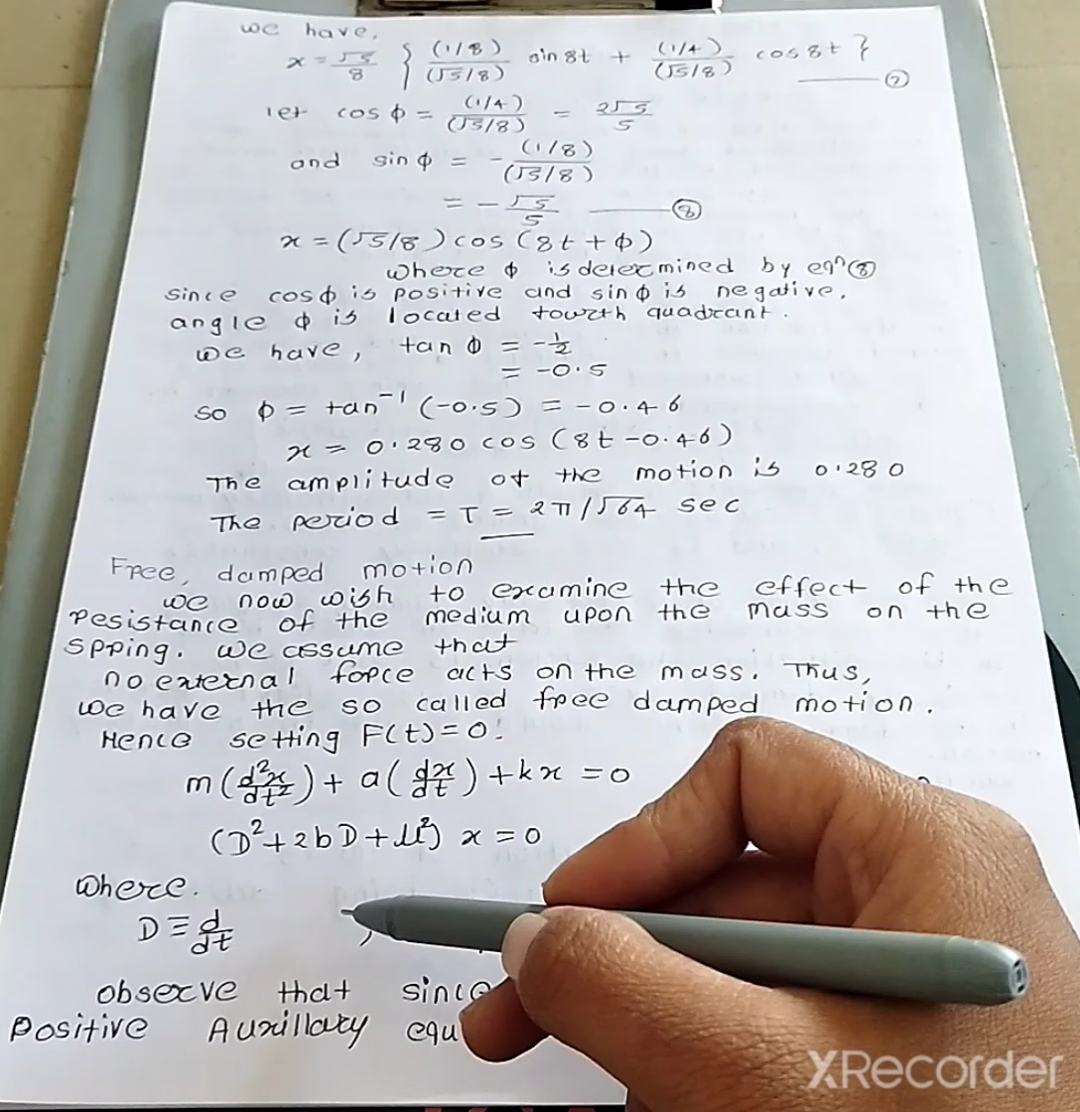 we have,
x = √5/8 { (1/8)/(√5/8) sin 8t + (1/4)/(√5/8) cos 8t } ——— ⑦
let cos ϕ = (1/4)/(√5/8) = 2√5/5
and sin ϕ = - (1/8)/(√5/8)
= - √5/5 ——— ⑧
x = (√5/8) cos (8t + ϕ)
where ϕ is determined by eqⁿ ⑧
since cos ϕ is positive and sin ϕ is negative,
angle ϕ is located fourth quadrant.
we have, tan ϕ = -1/2
= -0.5
so ϕ = tan⁻¹ (-0.5) = -0.46
x = 0.280 cos (8t - 0.46)
The amplitude of the motion is 0.280
The period = T = 2π/√64 sec
Free, damped motion
we now wish to examine the effect of the
resistance of the medium upon the mass on the
spring. we assume that
no external force acts on the mass. Thus,
we have the so called free damped motion.
Hence setting F(t) = 0:
m(d²x/dt²) + a(dx/dt) + kx = 0
(D² + 2bD + μ²) x = 0
where.
D ≡ d/dt ,
observe that since
positive Auxillary equ
XRecorder